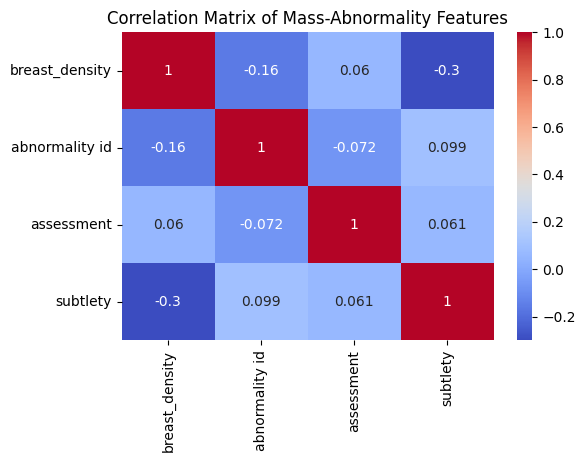 Correlation Matrix of Mass-Abnormality Features
breast_density
1
-0.16
0.06
-0.3
abnormality id
-0.16
1
-0.072
0.099
assessment
0.06
-0.072
1
0.061
subtlety
-0.3
0.099
0.061
1
breast_density
abnormality id
assessment
subtlety
1.0
0.8
0.6
0.4
0.2
0.0
−0.2